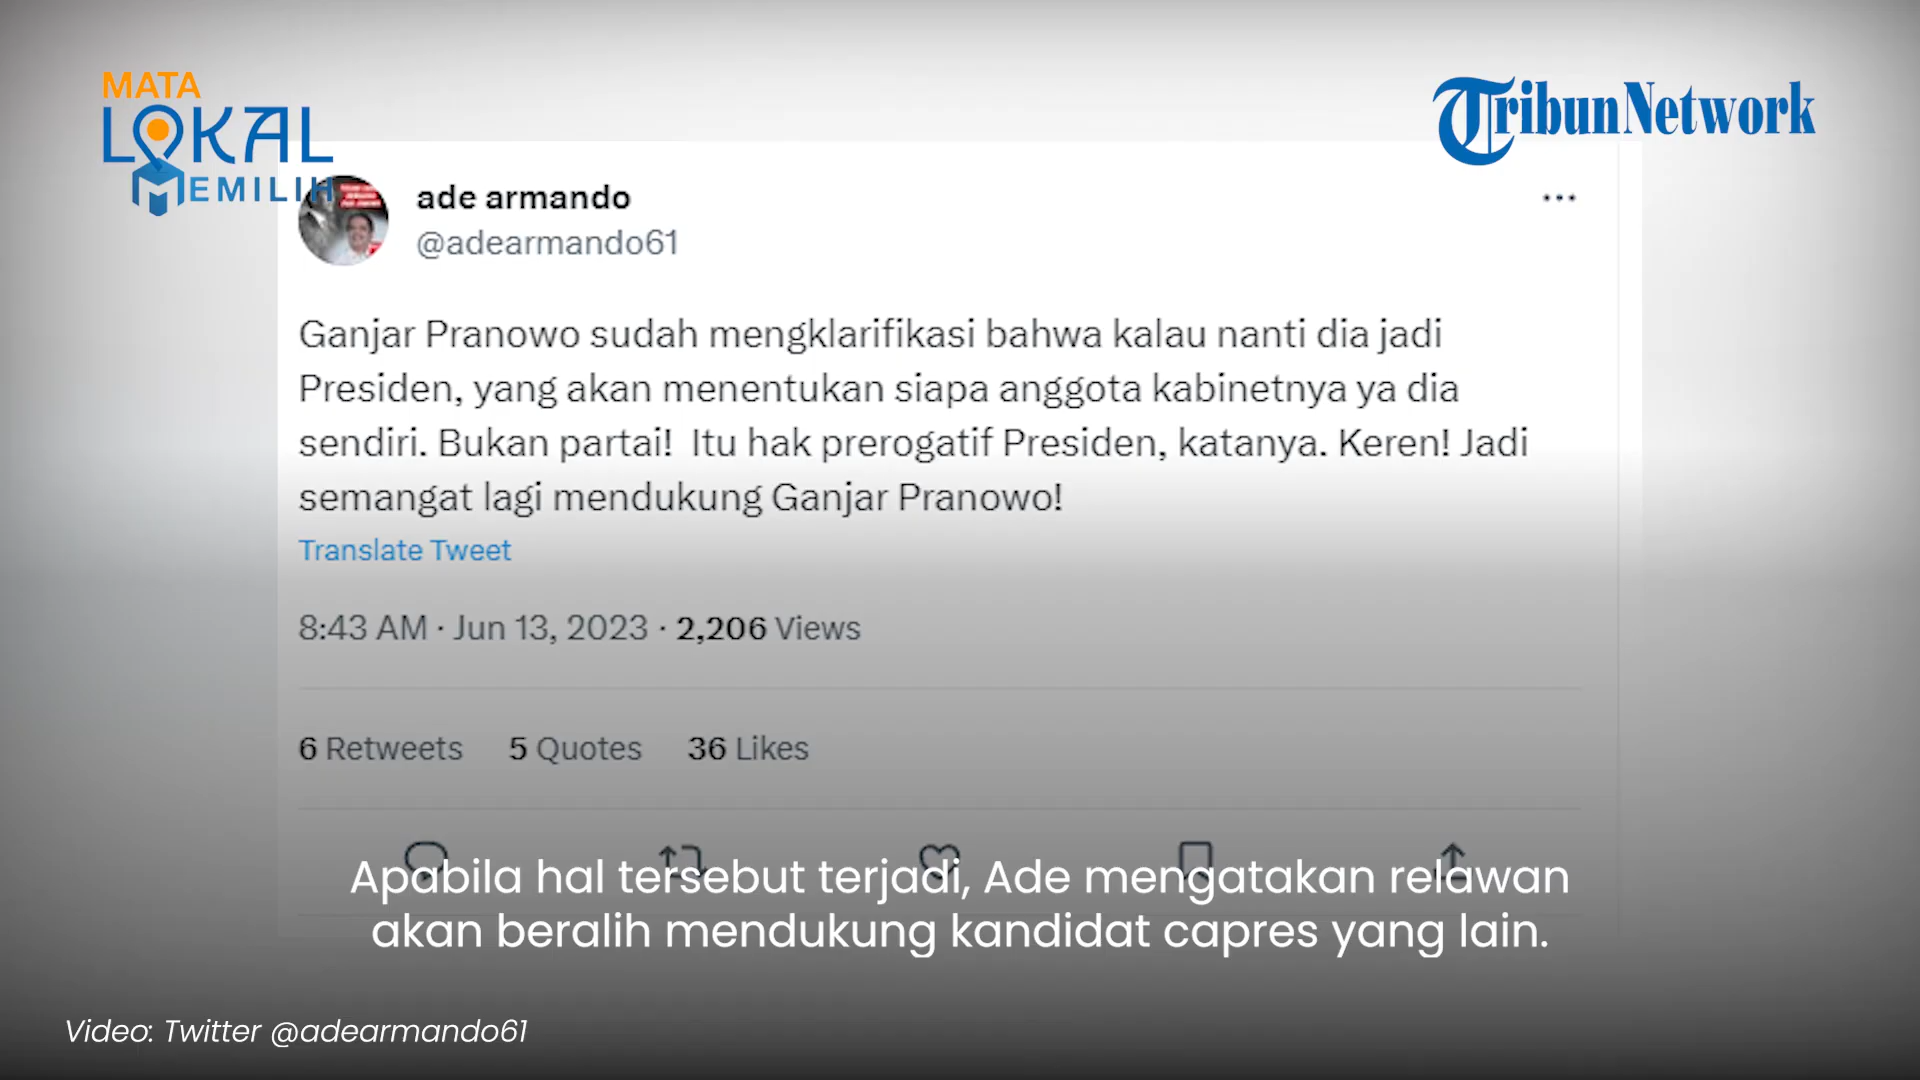 MATA
LOKAL
MEMILIH
TribunNetwork
ade armando
@adearmando61
Ganjar Pranowo sudah mengklarifikasi bahwa kalau nanti dia jadi
Presiden, yang akan menentukan siapa anggota kabinetnya ya dia
sendiri. Bukan partai!  Itu hak prerogatif Presiden, katanya. Keren! Jadi
semangat lagi mendukung Ganjar Pranowo!
Translate Tweet
8:43 AM · Jun 13, 2023 · 2,206 Views
6 Retweets 5 Quotes 36 Likes
Apabila hal tersebut terjadi, Ade mengatakan relawan
akan beralih mendukung kandidat capres yang lain.
Video: Twitter @adearmando61